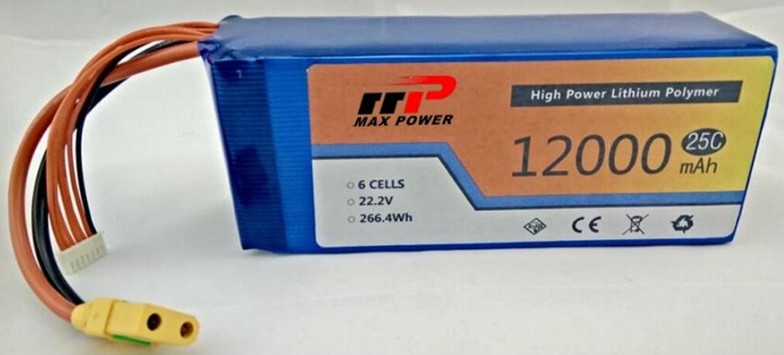 MAX POWER
High Power Lithium Polymer
12000 25C mAh
6 CELLS
22.2V
266.4Wh
CE